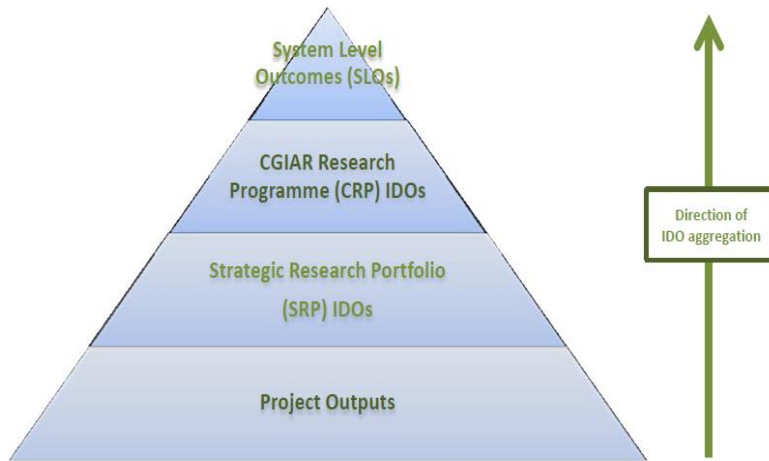 System Level
Outcomes (SLOs)
CGIAR Research
Programme (CRP) IDOs
Strategic Research Portfolio
(SRP) IDOs
Project Outputs
Direction of
IDO aggregation